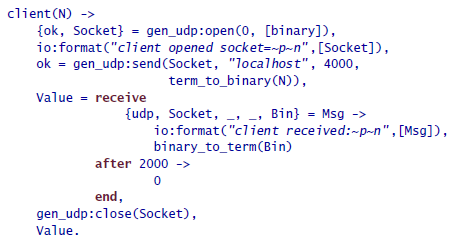 client(N) ->
    {ok, Socket} = gen_udp:open(0, [binary]),
    io:format("client opened socket=~p~n",[Socket]),
    ok = gen_udp:send(Socket, "localhost", 4000,
                      term_to_binary(N)),
    Value = receive
                {udp, Socket, _, _, Bin} = Msg ->
                    io:format("client received:~p~n",[Msg]),
                    binary_to_term(Bin)
            after 2000 ->
                    0
            end,
    gen_udp:close(Socket),
    Value.